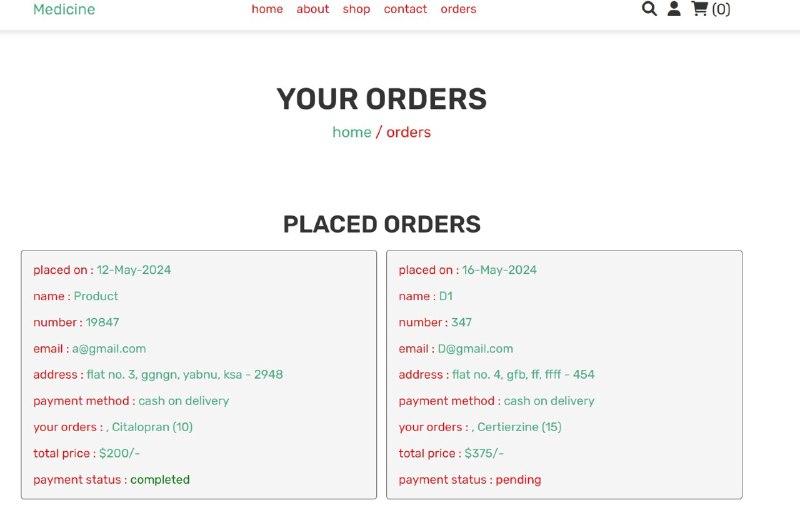 Medicine home about shop contact orders (0)
YOUR ORDERS
home / orders
PLACED ORDERS
placed on : 12-May-2024
name : Product
number : 19847
email : a@gmail.com
address : flat no. 3, ggngn, yabnu, ksa - 2948
payment method : cash on delivery
your orders : , Citalopran (10)
total price : $200/-
payment status : completed
placed on : 16-May-2024
name : D1
number : 347
email : D@gmail.com
address : flat no. 4, gfb, ff, ffff - 454
payment method : cash on delivery
your orders : , Certierzine (15)
total price : $375/-
payment status : pending